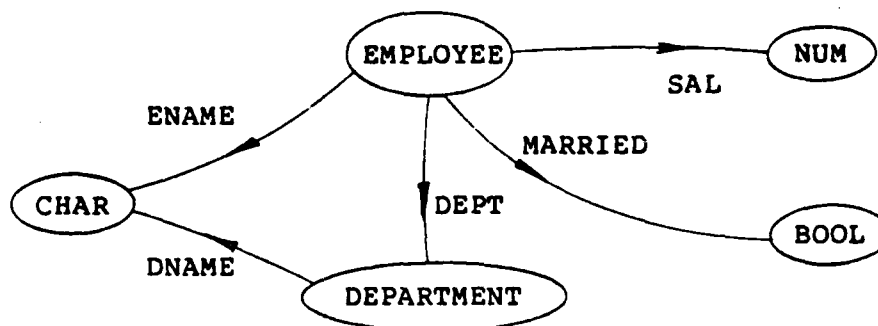 EMPLOYEE
NUM
SAL
ENAME
MARRIED
CHAR
DEPT
BOOL
DNAME
DEPARTMENT